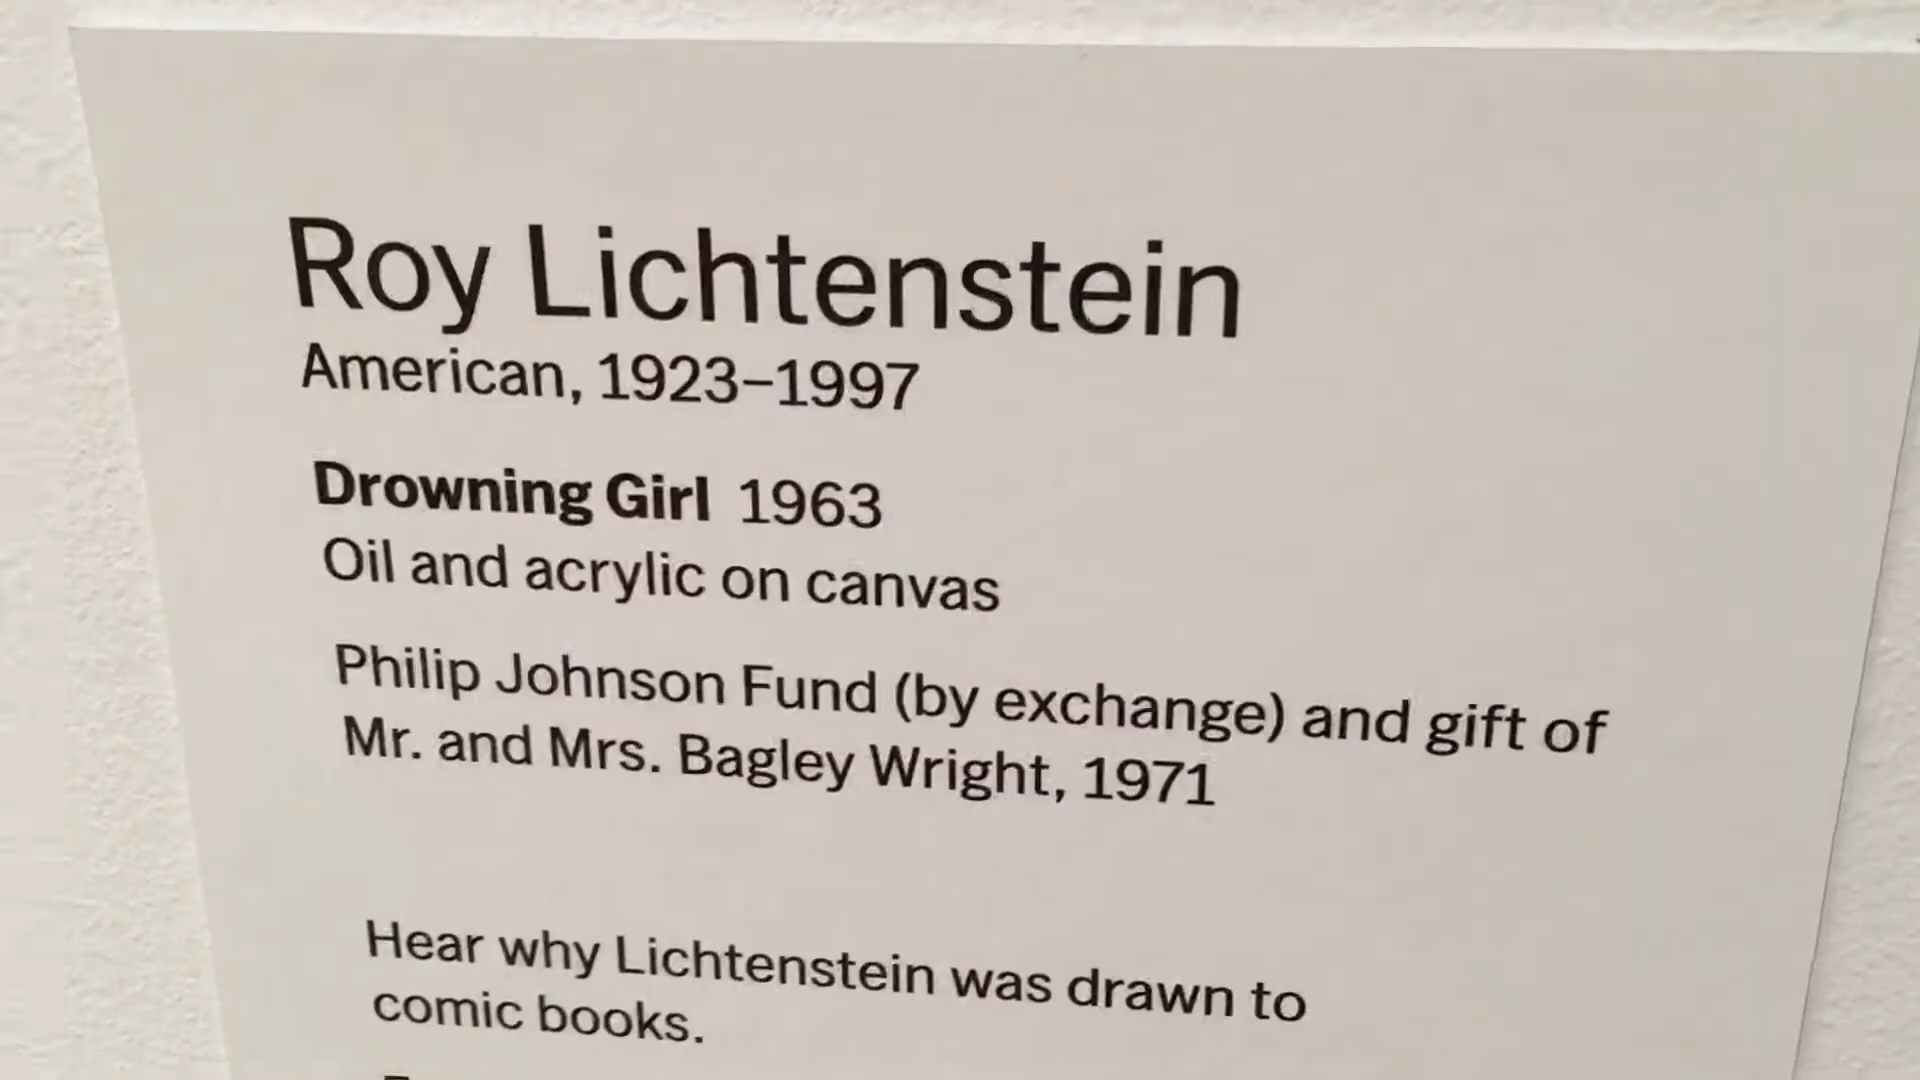 Roy Lichtenstein
American, 1923–1997
Drowning Girl 1963
Oil and acrylic on canvas
Philip Johnson Fund (by exchange) and gift of
Mr. and Mrs. Bagley Wright, 1971
Hear why Lichtenstein was drawn to
comic books.